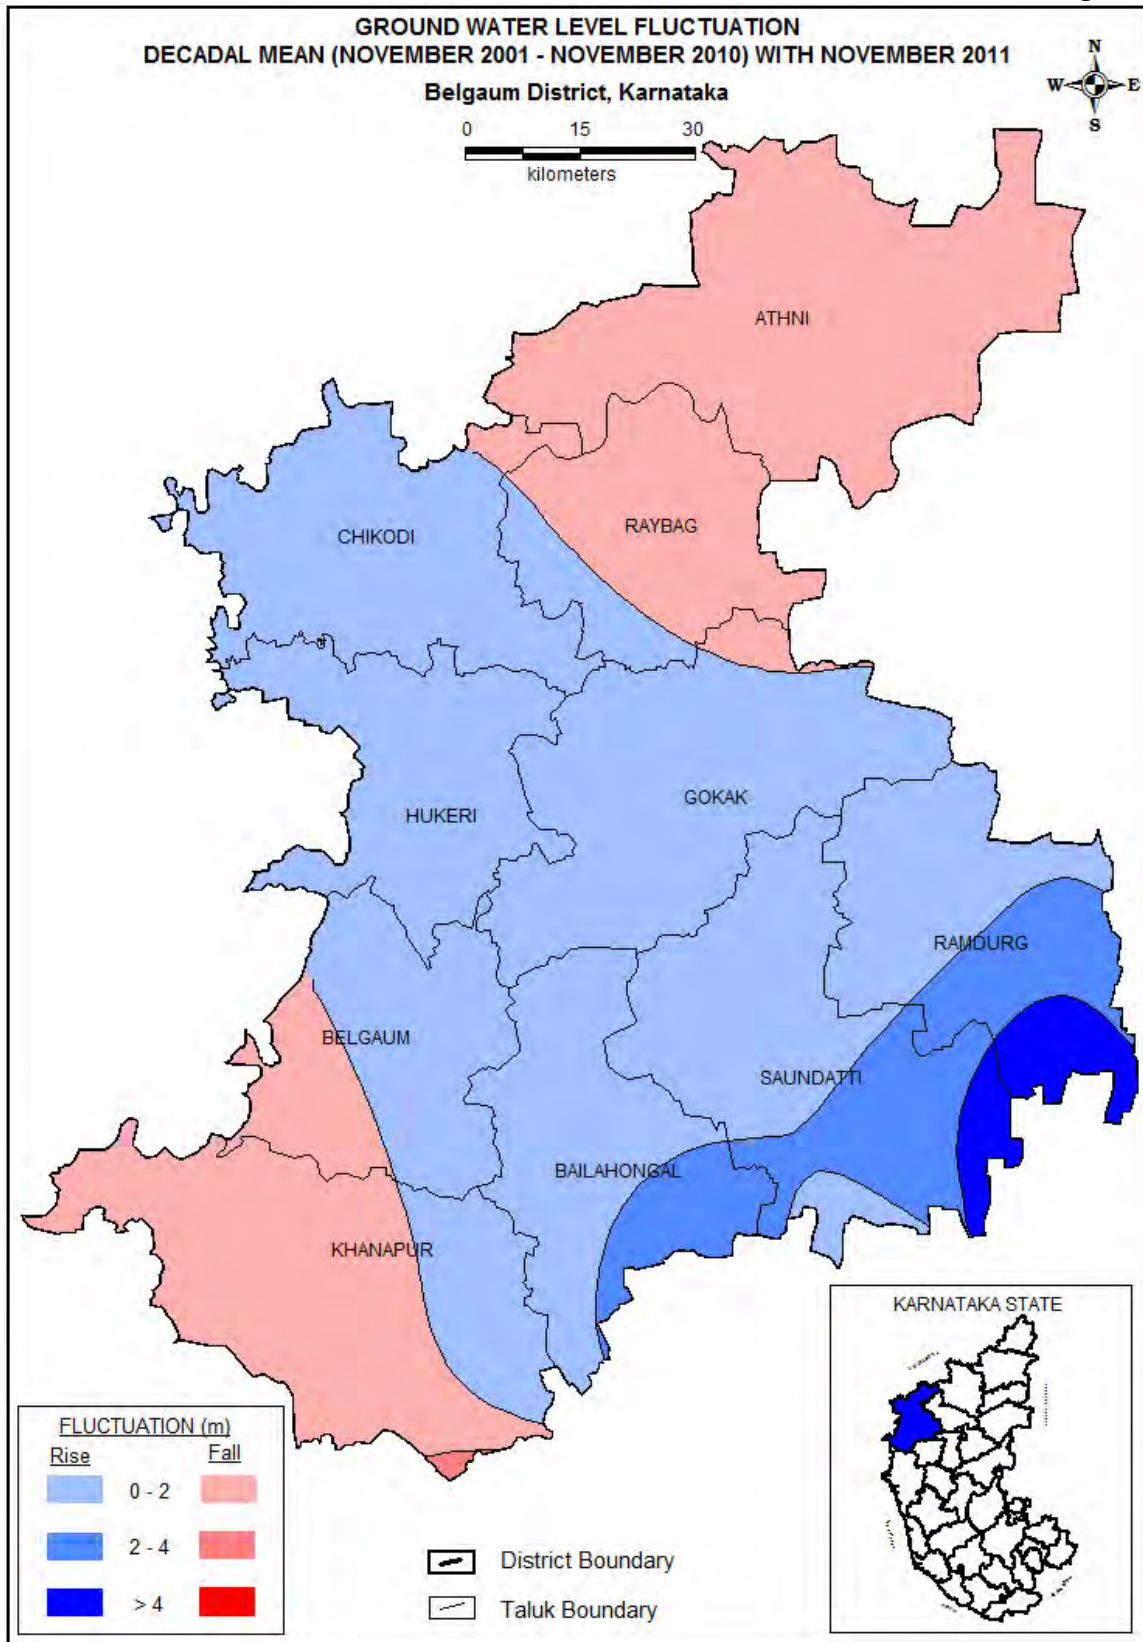 GROUND WATER LEVEL FLUCTUATION
DECADAL MEAN (NOVEMBER 2001 - NOVEMBER 2010) WITH NOVEMBER 2011
Belgaum District, Karnataka
N
W E
S
0 15 30
kilometers
ATHNI
RAYBAG
CHIKODI
GOKAK
HUKERI
RAMDURG
BELGAUM
SAUNDATTI
BAILAHONGAL
KHANAPUR
KARNATAKA STATE
FLUCTUATION (m)
Rise Fall
0 - 2
2 - 4
> 4
District Boundary
Taluk Boundary